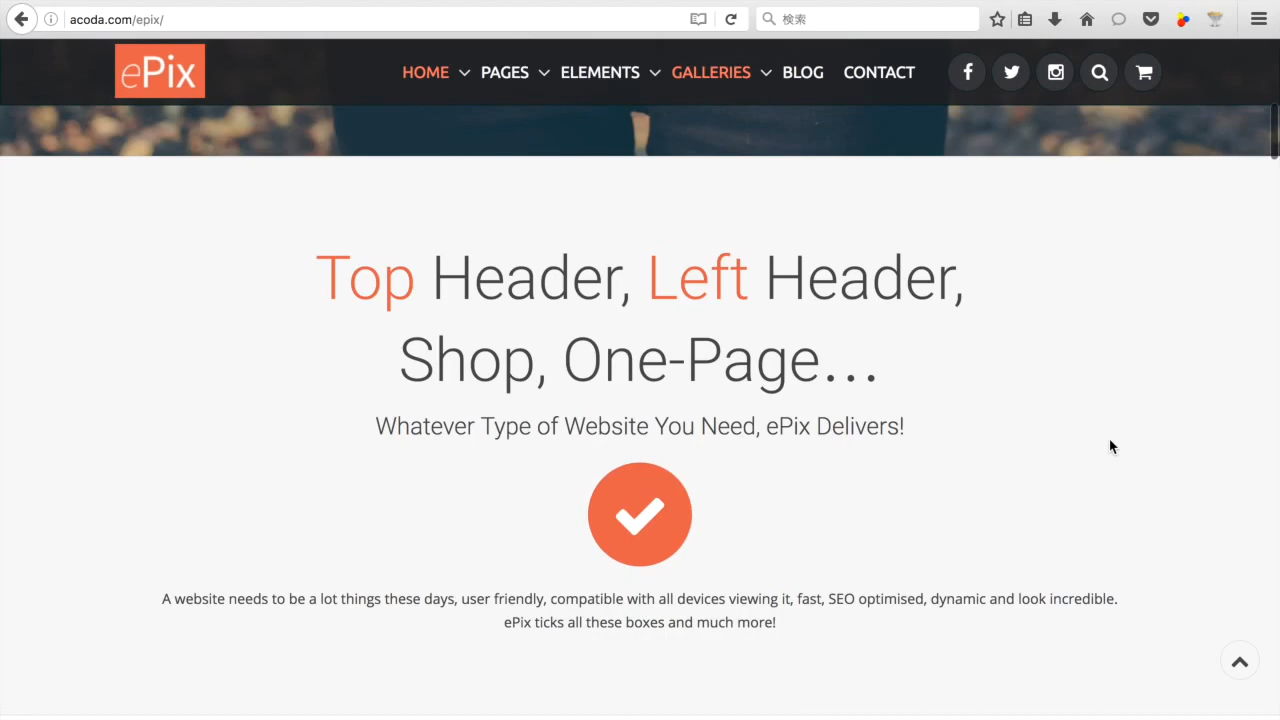 acoda.com/epix/
検索
ePix
HOME
PAGES
ELEMENTS
GALLERIES
BLOG
CONTACT
Top Header, Left Header,
Shop, One-Page...
Whatever Type of Website You Need, ePix Delivers!
A website needs to be a lot things these days, user friendly, compatible with all devices viewing it, fast, SEO optimised, dynamic and look incredible.
ePix ticks all these boxes and much more!